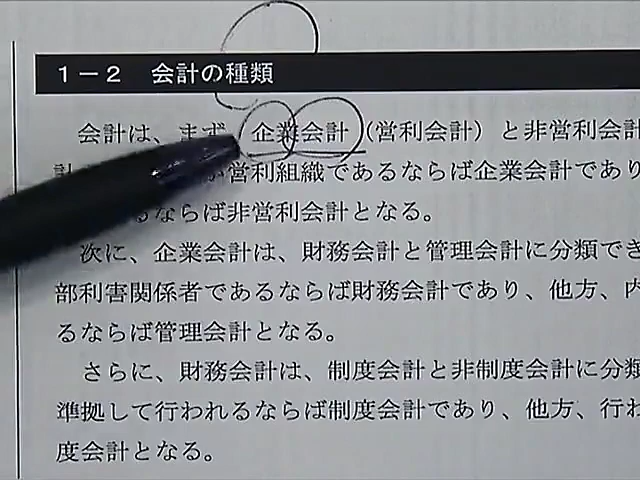 1－2 会計の種類
会計は、まず、企業会計（営利会計）と非営利会計
営利組織であるならば企業会計であり
るならば非営利会計となる。
次に、企業会計は、財務会計と管理会計に分類でき
部利害関係者であるならば財務会計であり、他方、内
るならば管理会計となる。
さらに、財務会計は、制度会計と非制度会計に分類
準拠して行われるならば制度会計であり、他方、行わ
度会計となる。